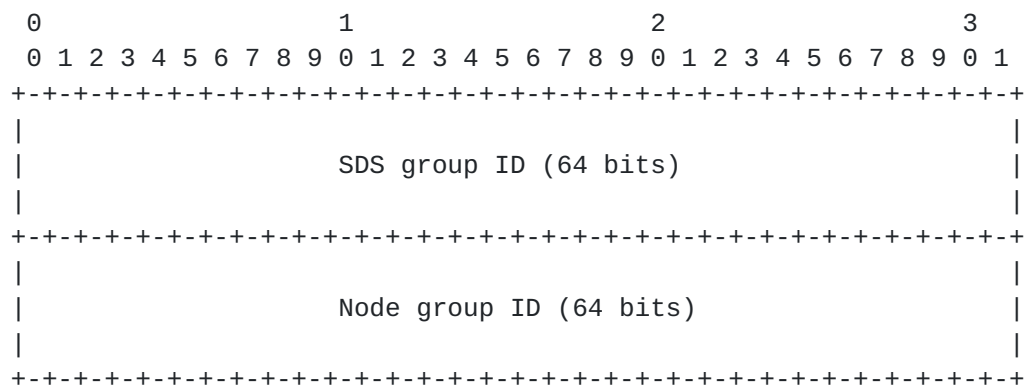 0                   1                   2                   3
 0 1 2 3 4 5 6 7 8 9 0 1 2 3 4 5 6 7 8 9 0 1 2 3 4 5 6 7 8 9 0 1
+-+-+-+-+-+-+-+-+-+-+-+-+-+-+-+-+-+-+-+-+-+-+-+-+-+-+-+-+-+-+-+-+
|                                                               |
|                    SDS group ID (64 bits)                     |
|                                                               |
+-+-+-+-+-+-+-+-+-+-+-+-+-+-+-+-+-+-+-+-+-+-+-+-+-+-+-+-+-+-+-+-+
|                                                               |
|                    Node group ID (64 bits)                    |
|                                                               |
+-+-+-+-+-+-+-+-+-+-+-+-+-+-+-+-+-+-+-+-+-+-+-+-+-+-+-+-+-+-+-+-+